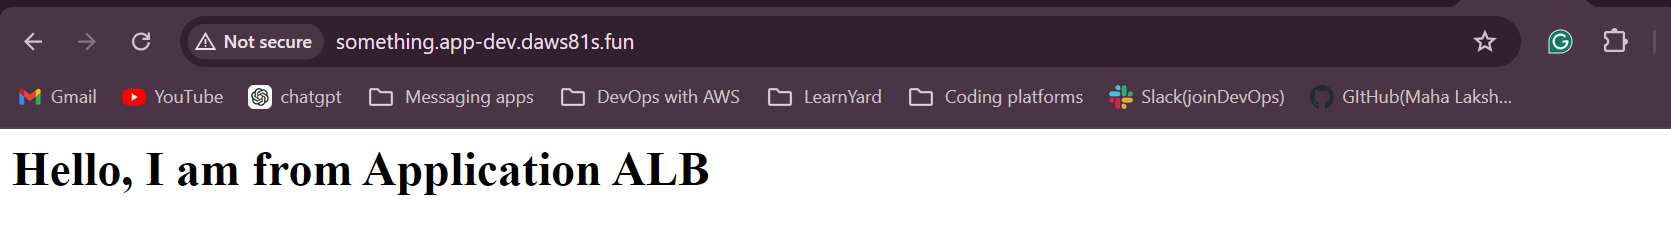 Not secure something.app-dev.daws81s.fun
Gmail YouTube chatgpt Messaging apps DevOps with AWS LearnYard Coding platforms Slack(joinDevOps) GItHub(Maha Laksh...
Hello, I am from Application ALB